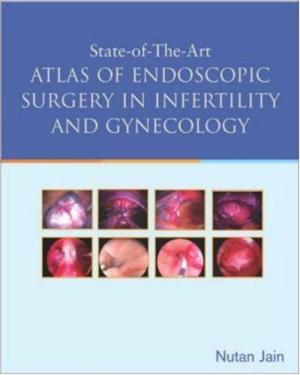 State-of-The-Art
ATLAS OF ENDOSCOPIC
SURGERY IN INFERTILITY
AND GYNECOLOGY
Nutan Jain